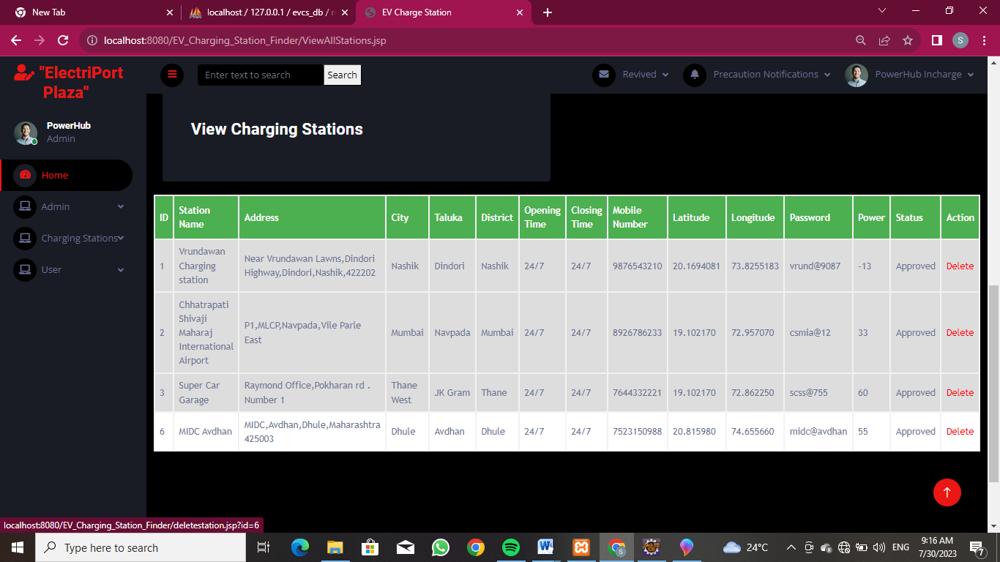 New Tab
localhost / 127.0.0.1 / evcs_db /
EV Charge Station
localhost:8080/EV_Charging_Station_Finder/ViewAllStations.jsp
S
"ElectriPort
Plaza"
Enter text to search
Search
Revived
Precaution Notifications
PowerHub Incharge
PowerHub
Admin
Home
Admin
Charging Stations
User
View Charging Stations
ID Station Name Address City Taluka District Opening Time Closing Time Mobile Number Latitude Longitude Password Power Status Action
1 Vrundawan Charging station Near Vrundawan Lawns,Dindori Highway,Dindori,Nashik,422202 Nashik Dindori Nashik 24/7 24/7 9876543210 20.1694081 73.8255183 vrund@9087 -13 Approved Delete
2 Chhatrapati Shivaji Maharaj International Airport P1,MLCP,Navpada,Vile Parle East Mumbai Navpada Mumbai 24/7 24/7 8926786233 19.102170 72.957070 csmia@12 33 Approved Delete
3 Super Car Garage Raymond Office,Pokharan rd . Number 1 Thane West JK Gram Thane 24/7 24/7 7644332221 19.102170 72.862250 scss@755 60 Approved Delete
6 MIDC Avdhan MIDC,Avdhan,Dhule,Maharashtra 425003 Dhule Avdhan Dhule 24/7 24/7 7523150988 20.815980 74.655660 midc@avdhan 55 Approved Delete
localhost:8080/EV_Charging_Station_Finder/deletestation.jsp?id=6
Type here to search
24°C
ENG
9:16 AM
7/30/2023
7